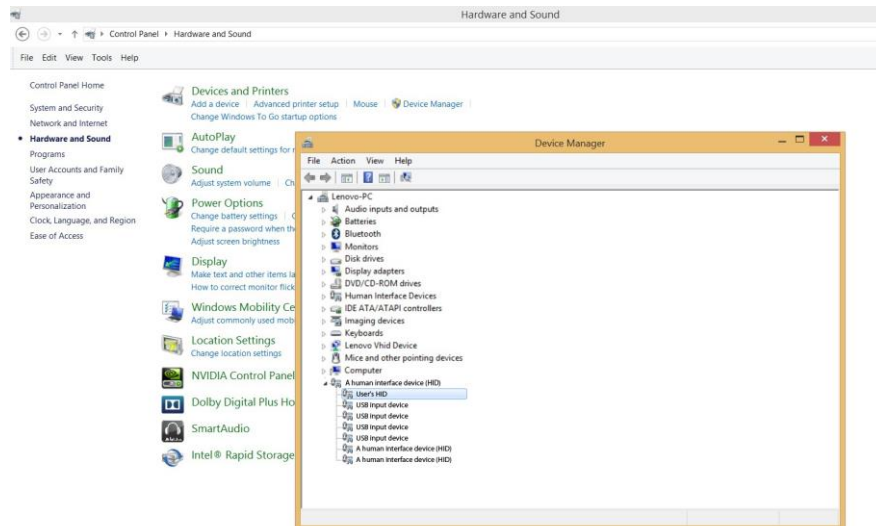 Hardware and Sound
Control Panel Hardware and Sound
File Edit View Tools Help
Control Panel Home
System and Security
Network and Internet
Hardware and Sound
Programs
User Accounts and Family
Safety
Appearance and
Personalization
Clock, Language, and Region
Ease of Access
Devices and Printers
Add a device Advanced printer setup Mouse Device Manager
Change Windows To Go startup options
AutoPlay
Change default settings for
Sound
Adjust system volume
Power Options
Change battery settings
Require a password when
Adjust screen brightness
Display
Make text and other items
How to correct monitor
Windows Mobility
Adjust commonly used
Location Settings
Change location settings
NVIDIA Control Panel
Dolby Digital Plus
SmartAudio
Intel® Rapid Storage
Device Manager
File Action View Help
Lenovo-PC
Audio inputs and outputs
Batteries
Bluetooth
Monitors
Disk drives
Display adapters
DVD/CD-ROM drives
Human Interface Devices
IDE ATA/ATAPI controllers
Imaging devices
Keyboards
Lenovo Vhid Device
Mice and other pointing devices
Computer
A human interface device (HID)
User's HID
USB input device
USB input device
USB input device
USB input device
A human interface device (HID)
A human interface device (HID)